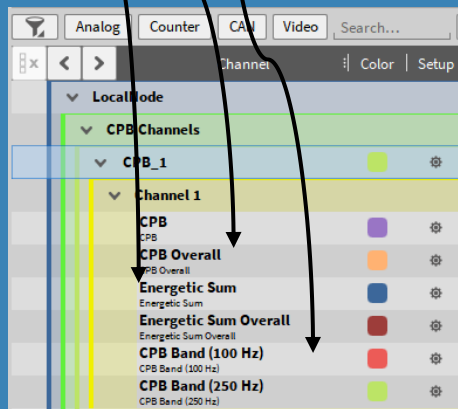 Analog Counter CAN Video Search...
Channel Color Setup
LocalNode
CPB Channels
CPB_1
Channel 1
CPB
CPB
CPB Overall
CPB Overall
Energetic Sum
Energetic Sum
Energetic Sum Overall
Energetic Sum Overall
CPB Band (100 Hz)
CPB Band (100 Hz)
CPB Band (250 Hz)
CPB Band (250 Hz)